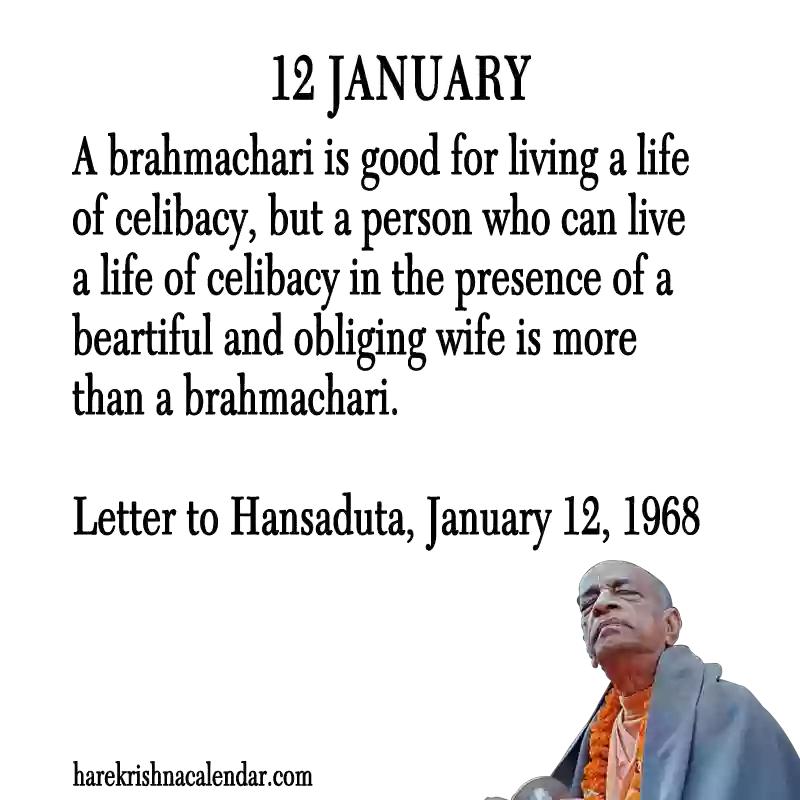 12 JANUARY
A brahmachari is good for living a life
of celibacy, but a person who can live
a life of celibacy in the presence of a
beartiful and obliging wife is more
than a brahmachari.
Letter to Hansaduta, January 12, 1968
harekrishnacalendar.com